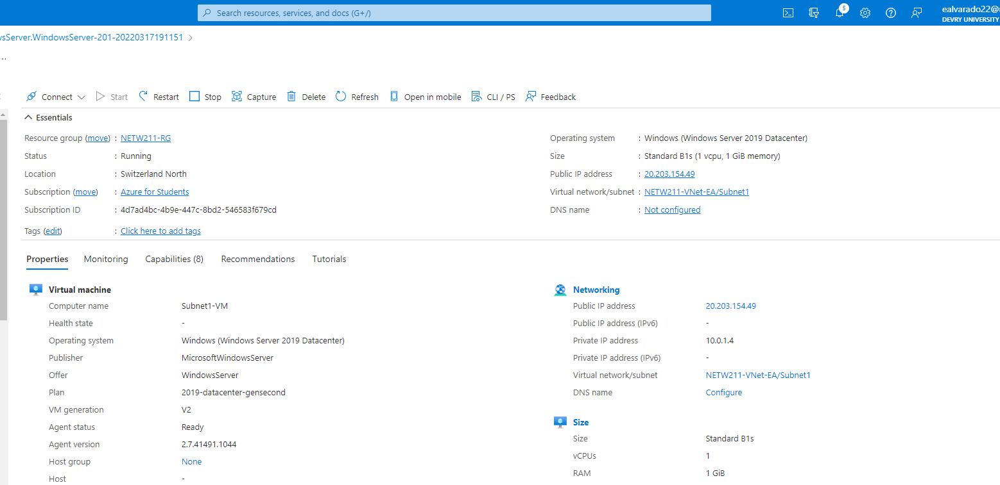 Search resources, services, and docs (G+/)
5
ealvarado22@
DEVRY UNIVERSITY
sServer.WindowsServer-201-20220317191151 >
...
Connect Start Restart Stop Capture Delete Refresh Open in mobile CLI / PS Feedback
Essentials
Resource group (move) : NETW211-RG
Status : Running
Location : Switzerland North
Subscription (move) : Azure for Students
Subscription ID : 4d7ad4bc-4b9e-447c-8bd2-546583f679cd
Tags (edit) : Click here to add tags
Operating system : Windows (Windows Server 2019 Datacenter)
Size : Standard B1s (1 vcpu, 1 GiB memory)
Public IP address : 20.203.154.49
Virtual network/subnet : NETW211-VNet-EA/Subnet1
DNS name : Not configured
Properties Monitoring Capabilities (8) Recommendations Tutorials
Virtual machine
Computer name Subnet1-VM
Health state -
Operating system Windows (Windows Server 2019 Datacenter)
Publisher MicrosoftWindowsServer
Offer WindowsServer
Plan 2019-datacenter-gensecond
VM generation V2
Agent status Ready
Agent version 2.7.41491.1044
Host group None
Host -
Networking
Public IP address 20.203.154.49
Public IP address (IPv6) -
Private IP address 10.0.1.4
Private IP address (IPv6) -
Virtual network/subnet NETW211-VNet-EA/Subnet1
DNS name Configure
Size
Size Standard B1s
vCPUs 1
RAM 1 GiB